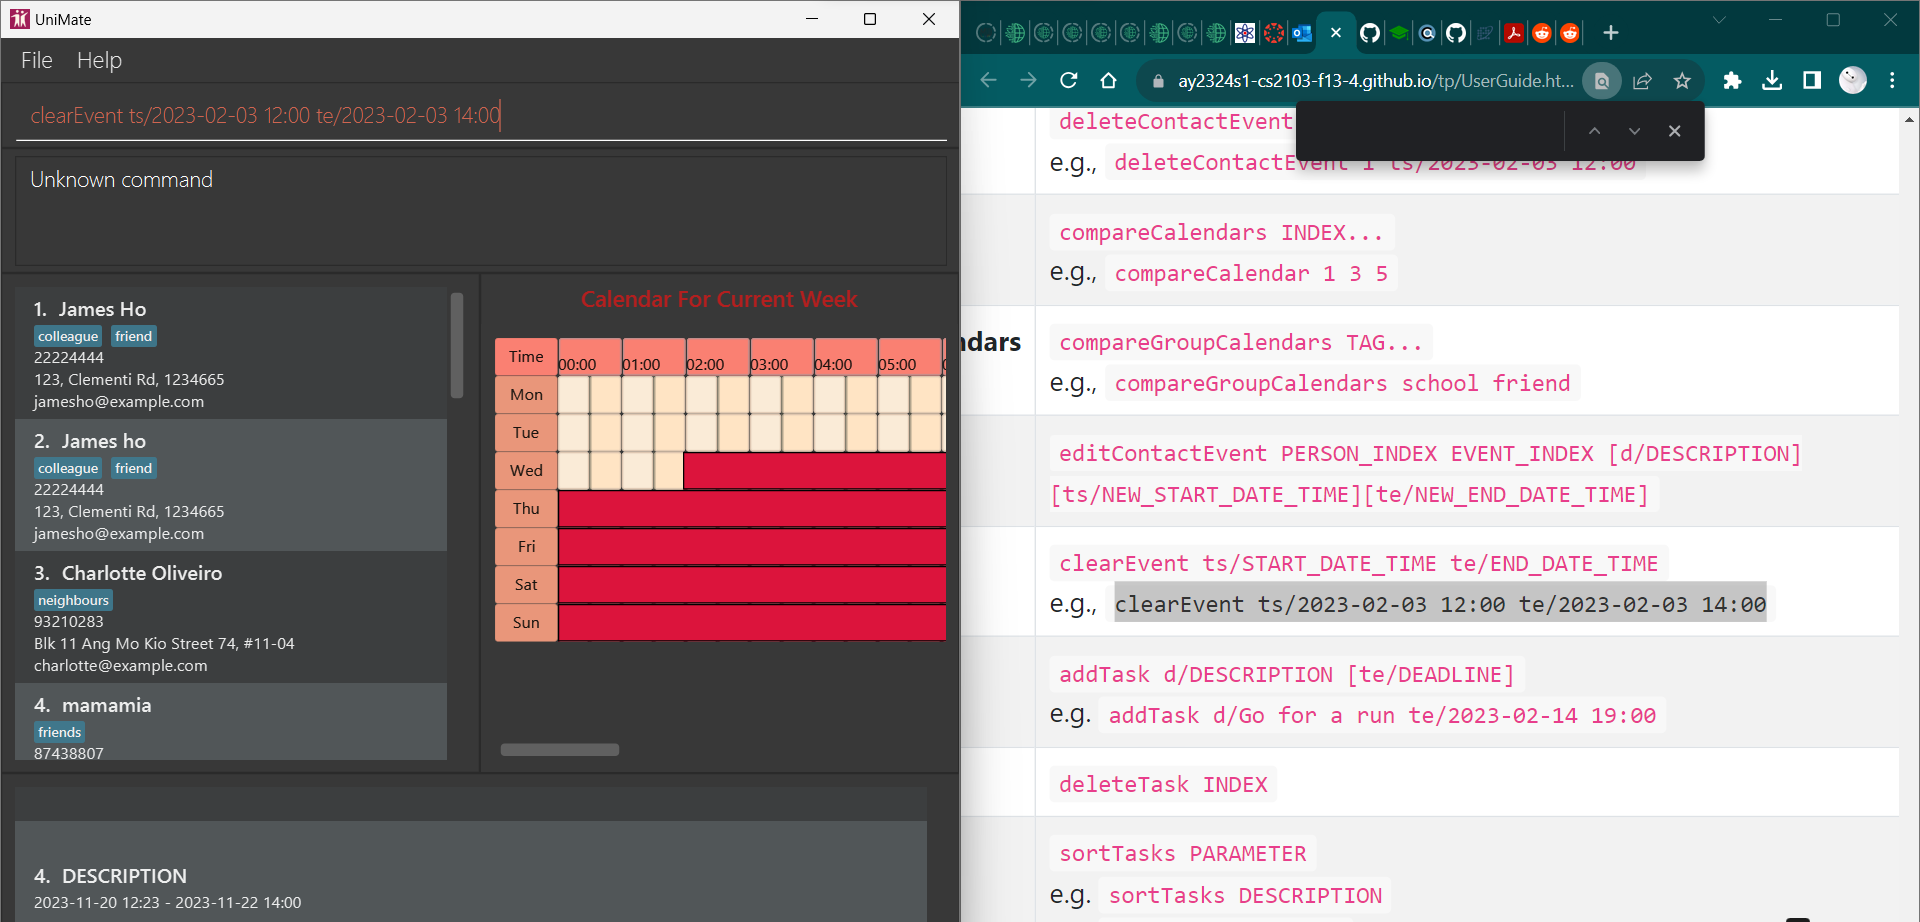 UniMate
File Help
clearEvent ts/2023-02-03 12:00 te/2023-02-03 14:00
Unknown command
1. James Ho
colleague friend
22224444
123, Clementi Rd, 1234665
jamesho@example.com
2. James ho
colleague friend
22224444
123, Clementi Rd, 1234665
jamesho@example.com
3. Charlotte Oliveiro
neighbours
93210283
Blk 11 Ang Mo Kio Street 74, #11-04
charlotte@example.com
4. mamamia
friends
87438807
Calendar For Current Week
Time 00:00 01:00 02:00 03:00 04:00 05:00
Mon
Tue
Wed
Thu
Fri
Sat
Sun
4. DESCRIPTION
2023-11-20 12:23 - 2023-11-22 14:00
ay2324s1-cs2103-f13-4.github.io/tp/UserGuide.ht...
deleteContactEvent
e.g., deleteContactEvent 1 ts/2023-02-03 12:00
compareCalendars INDEX...
e.g., compareCalendar 1 3 5
ndars
compareGroupCalendars TAG...
e.g., compareGroupCalendars school friend
editContactEvent PERSON_INDEX EVENT_INDEX [d/DESCRIPTION]
[ts/NEW_START_DATE_TIME][te/NEW_END_DATE_TIME]
clearEvent ts/START_DATE_TIME te/END_DATE_TIME
e.g., clearEvent ts/2023-02-03 12:00 te/2023-02-03 14:00
addTask d/DESCRIPTION [te/DEADLINE]
e.g. addTask d/Go for a run te/2023-02-14 19:00
deleteTask INDEX
sortTasks PARAMETER
e.g. sortTasks DESCRIPTION